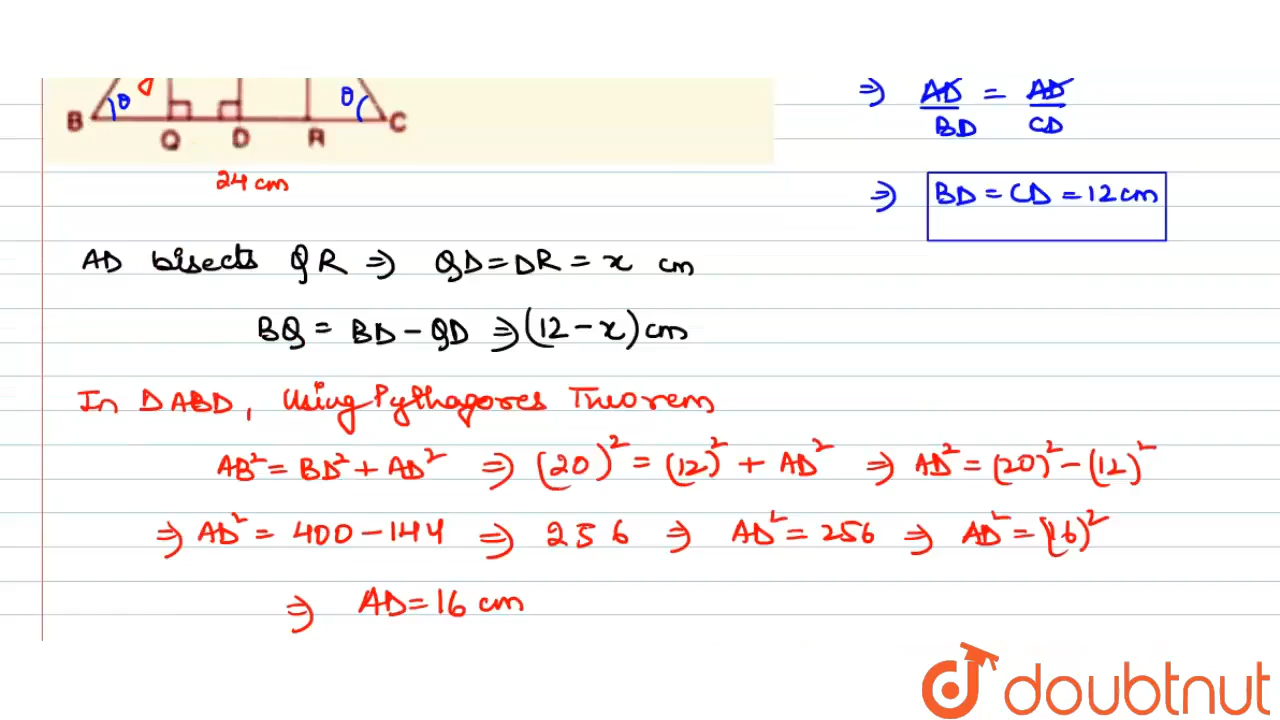 B θ Q D R θ C
24 cm
⇒ AD/BD = AD/CD
⇒ BD = CD = 12 cm
AD bisects QR ⇒ QD = DR = x cm
BQ = BD - QD ⇒ (12 - x) cm
In Δ ABD, Using Pythagores Theorem
AB² = BD² + AD² ⇒ (20)² = (12)² + AD² ⇒ AD² = (20)² - (12)²
⇒ AD² = 400 - 144 ⇒ 256 ⇒ AD² = 256 ⇒ AD² = (16)²
⇒ AD = 16 cm
doubtnut